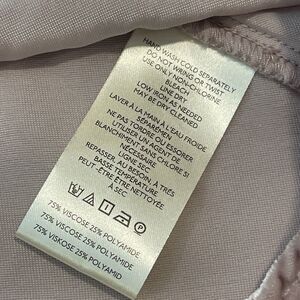 HAND WASH COLD SEPARATELY
DO NOT WRING OR TWIST
USE ONLY NON-CHLORINE
BLEACH
LINE DRY
LOW IRON AS NEEDED
MAY BE DRY CLEANED
LAVER À LA MAIN À L'EAU FROIDE
SÉPARÉMENT
NE PAS TORDRE OU ESSORER
UTILISER UN AGENT DE
BLANCHIMENT SANS CHLORE SI
NÉCESSAIRE
LIGNE SEC
REPASSER, AU BESOIN, À TRÈS
BASSE TEMPÉRATURE
PEUT-ÊTRE ÊTRE NETTOYÉE
À SEC
75% VISCOSE 25% POLYAMIDE
75% VISCOSE 25% POLYAMIDE
75% VISKOSE 25% POLYAMID